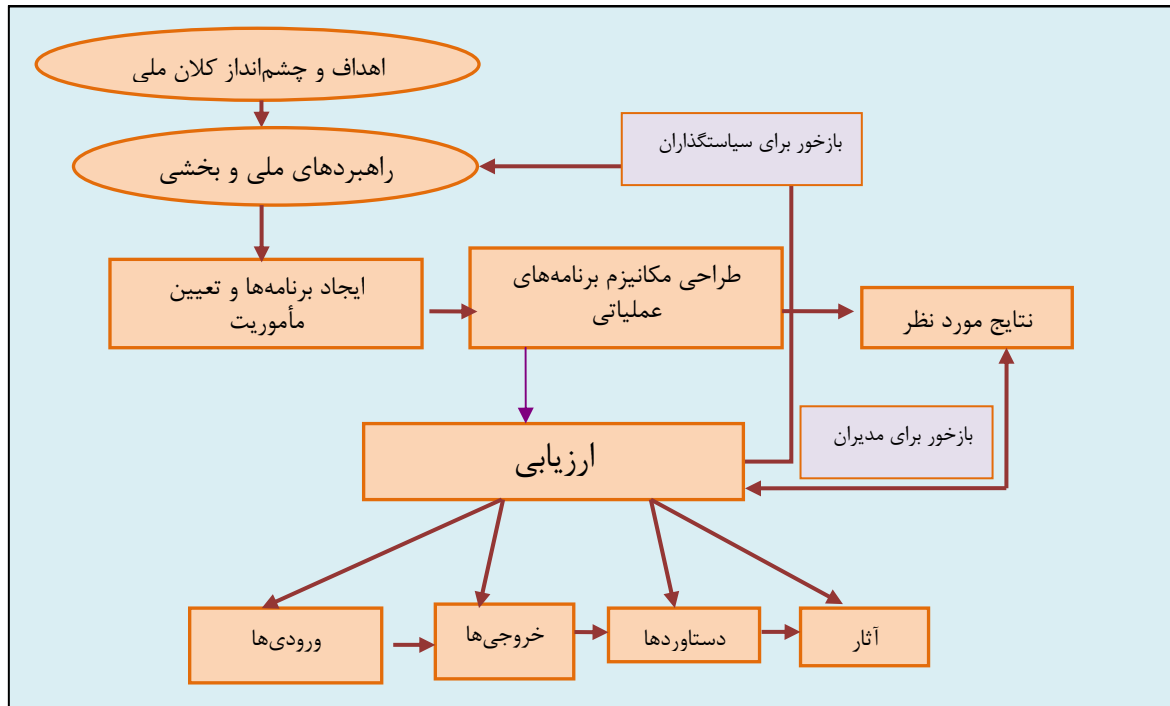 اهداف و چشم‌انداز کلان ملی
بازخور برای سیاستگذاران
راهبردهای ملی و بخشی
ایجاد برنامه‌ها و تعیین
مأموریت
طراحی مکانیزم برنامه‌های
عملیاتی
نتایج مورد نظر
بازخور برای مدیران
ارزیابی
ورودی‌ها
خروجی‌ها
دستاوردها
آثار